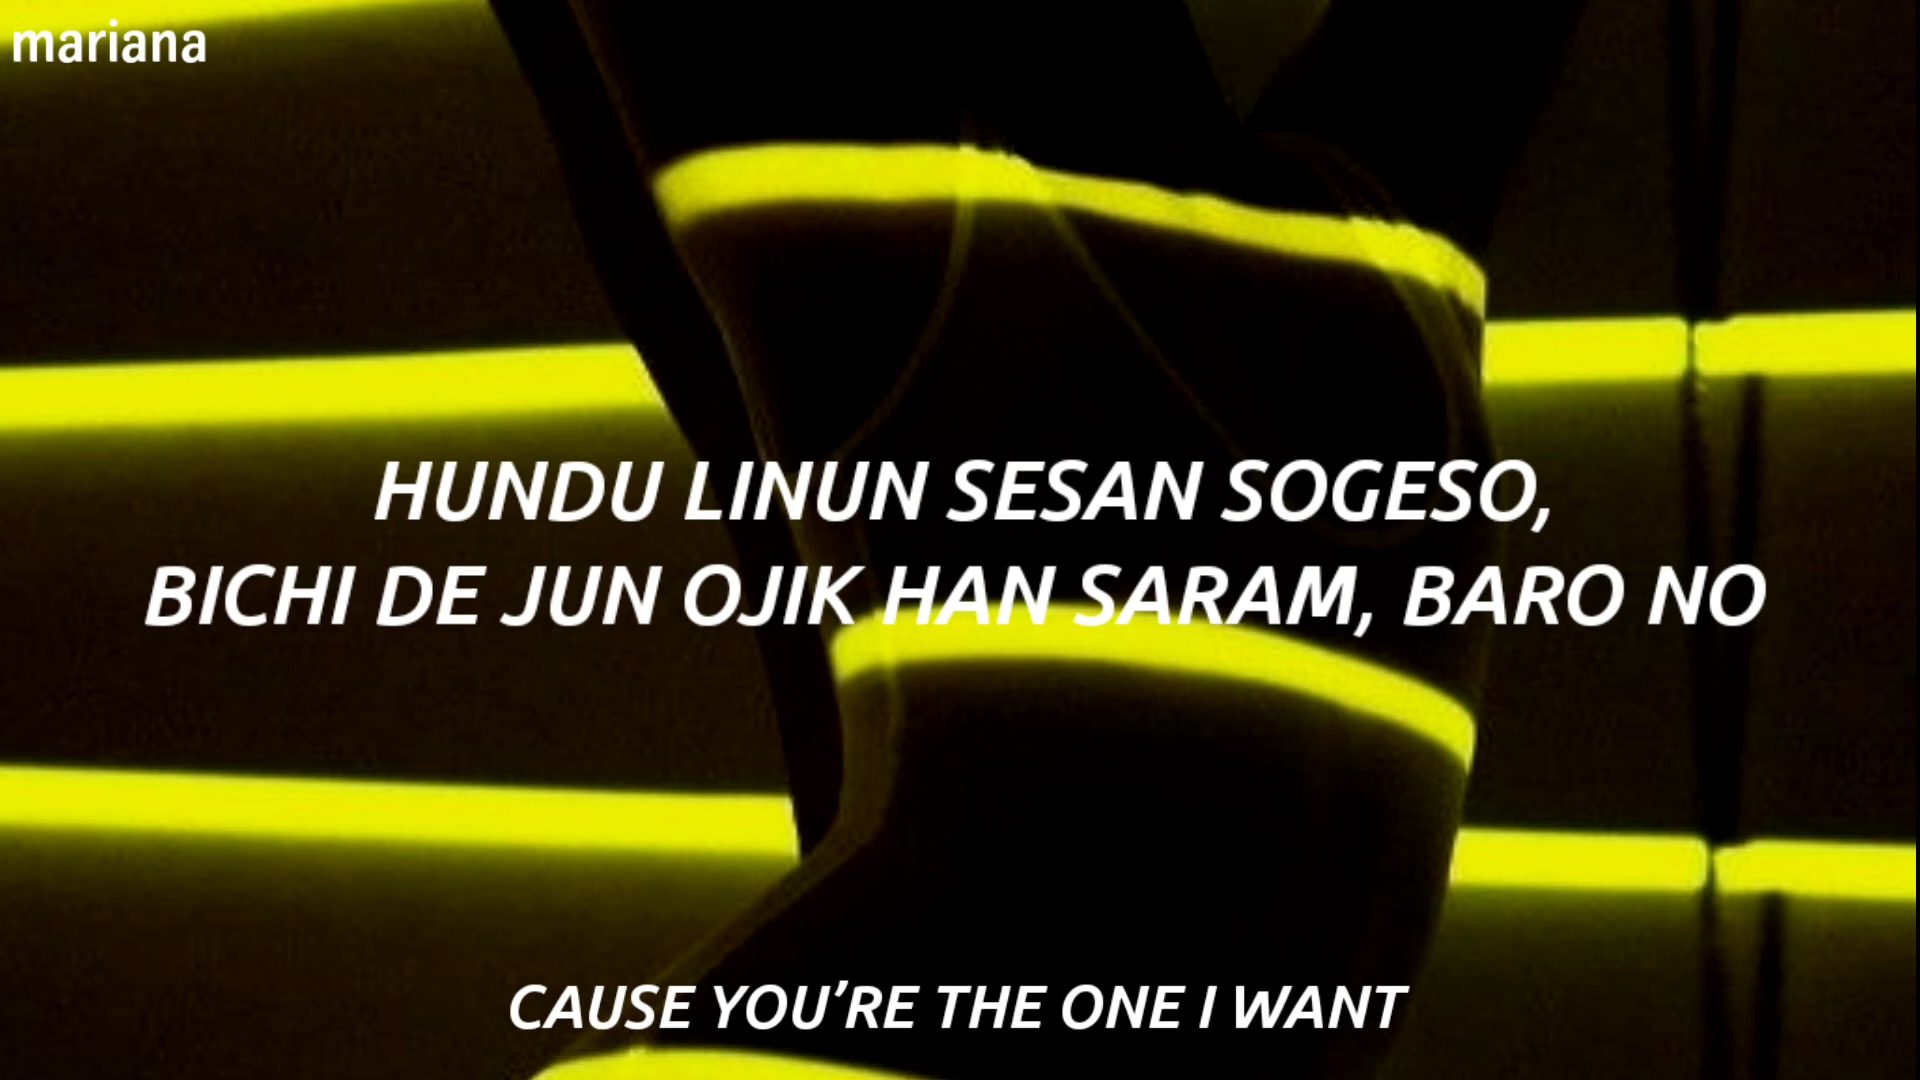 mariana
HUNDU LINUN SESAN SOGESO,
BICHI DE JUN OJIK HAN SARAM, BARO NO
CAUSE YOU’RE THE ONE I WANT